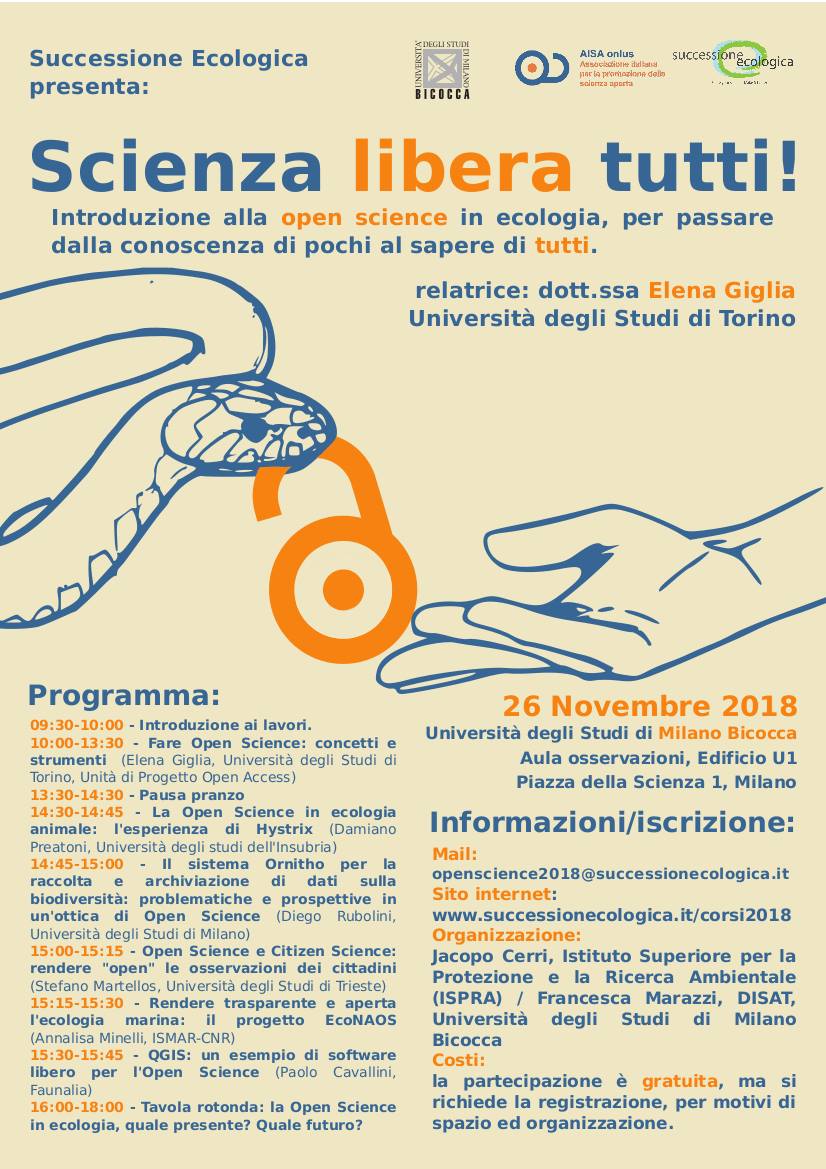 Successione Ecologica
presenta:
UNIVERSITÀ
DEGLI STUDI
DI MILANO
BICOCCA
AISA onlus
Associazione italiana
per la promozione della
scienza aperta
successione
ecologica
Scienza libera tutti!
Introduzione alla open science in ecologia, per passare
dalla conoscenza di pochi al sapere di tutti.
relatrice: dott.ssa Elena Giglia
Università degli Studi di Torino
Programma:
09:30-10:00 - Introduzione ai lavori.
10:00-13:30 - Fare Open Science: concetti e
strumenti (Elena Giglia, Università degli Studi di
Torino, Unità di Progetto Open Access)
13:30-14:30 - Pausa pranzo
14:30-14:45 - La Open Science in ecologia
animale: l'esperienza di Hystrix (Damiano
Preatoni, Università degli studi dell'Insubria)
14:45-15:00 - Il sistema Ornitho per la
raccolta e archiviazione di dati sulla
biodiversità: problematiche e prospettive in
un'ottica di Open Science (Diego Rubolini,
Università degli Studi di Milano)
15:00-15:15 - Open Science e Citizen Science:
rendere "open" le osservazioni dei cittadini
(Stefano Martellos, Università degli Studi di Trieste)
15:15-15:30 - Rendere trasparente e aperta
l'ecologia marina: il progetto EcoNAOS
(Annalisa Minelli, ISMAR-CNR)
15:30-15:45 - QGIS: un esempio di software
libero per l'Open Science (Paolo Cavallini,
Faunalia)
16:00-18:00 - Tavola rotonda: la Open Science
in ecologia, quale presente? Quale futuro?
26 Novembre 2018
Università degli Studi di Milano Bicocca
Aula osservazioni, Edificio U1
Piazza della Scienza 1, Milano
Informazioni/iscrizione:
Mail:
openscience2018@successionecologica.it
Sito internet:
www.successionecologica.it/corsi2018
Organizzazione:
Jacopo Cerri, Istituto Superiore per la
Protezione e la Ricerca Ambientale
(ISPRA) / Francesca Marazzi, DISAT,
Università degli Studi di Milano
Bicocca
Costi:
la partecipazione è gratuita, ma si
richiede la registrazione, per motivi di
spazio ed organizzazione.